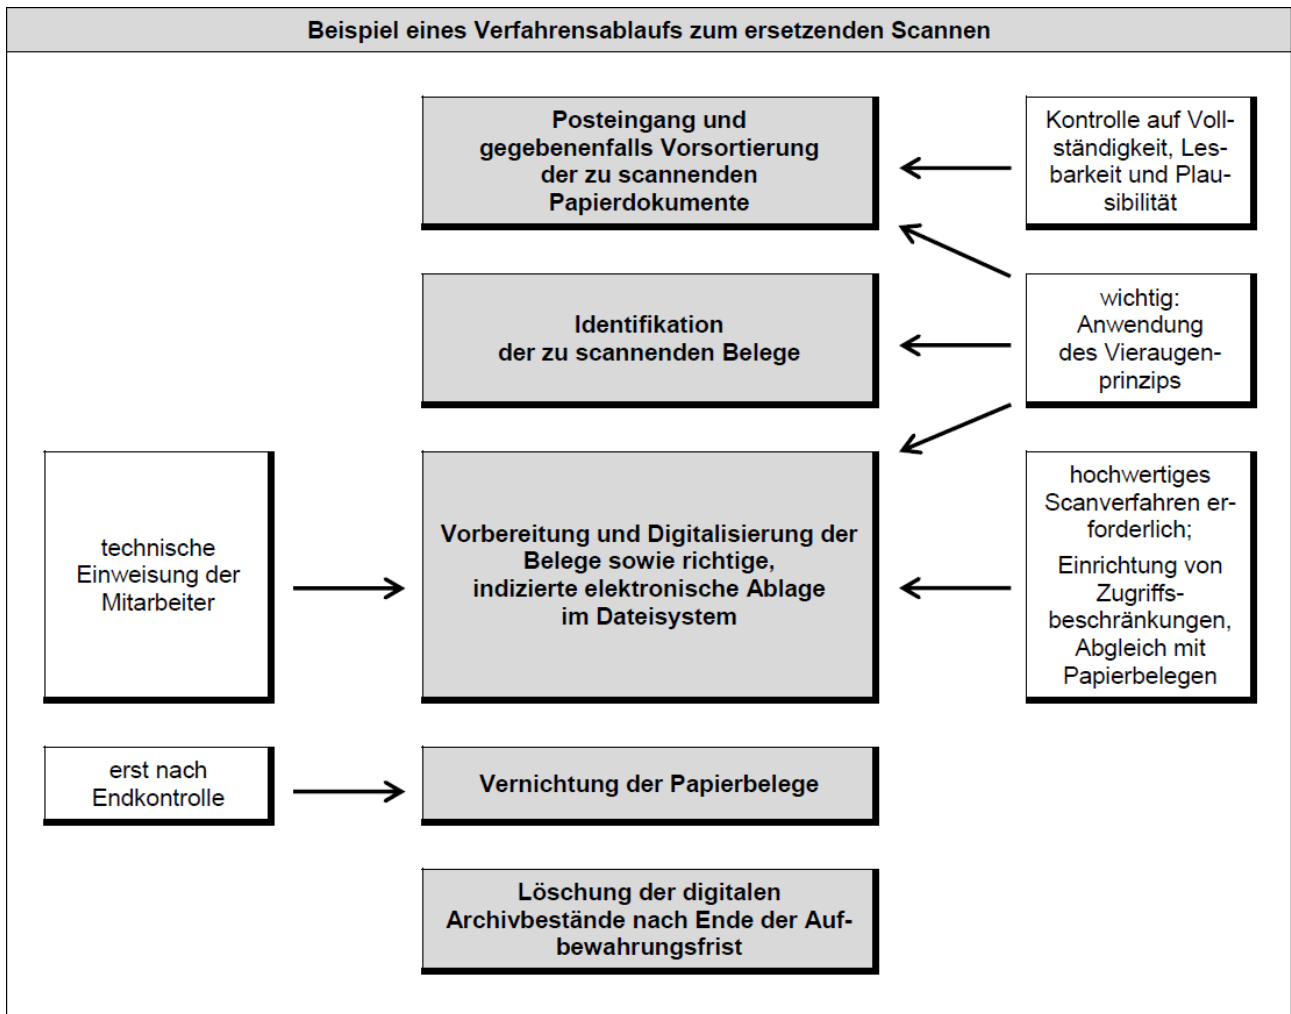 Beispiel eines Verfahrensablaufs zum ersetzenden Scannen
Posteingang und
gegebenenfalls Vorsortierung
der zu scannenden
Papierdokumente
Kontrolle auf Voll-
ständigkeit, Les-
barkeit und Plau-
sibilität
Identifikation
der zu scannenden Belege
wichtig:
Anwendung
des Vieraugen-
prinzips
technische
Einweisung der
Mitarbeiter
Vorbereitung und Digitalisierung der
Belege sowie richtige,
indizierte elektronische Ablage
im Dateisystem
hochwertiges
Scanverfahren er-
forderlich;
Einrichtung von
Zugriffs-
beschränkungen,
Abgleich mit
Papierbelegen
erst nach
Endkontrolle
Vernichtung der Papierbelege
Löschung der digitalen
Archivbestände nach Ende der Auf-
bewahrungsfrist